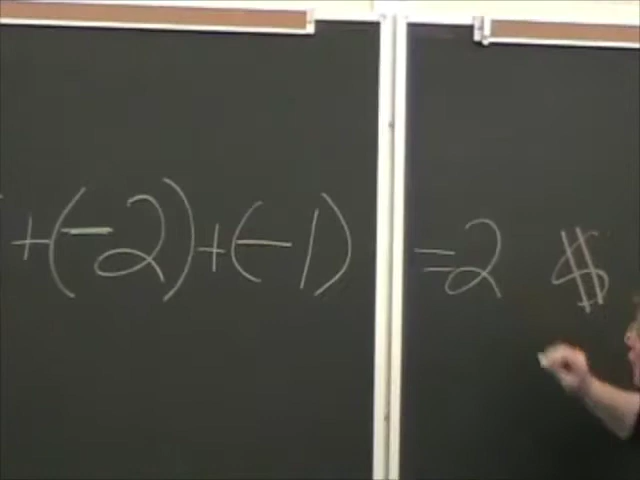 +(-2)+(-1) =2 $